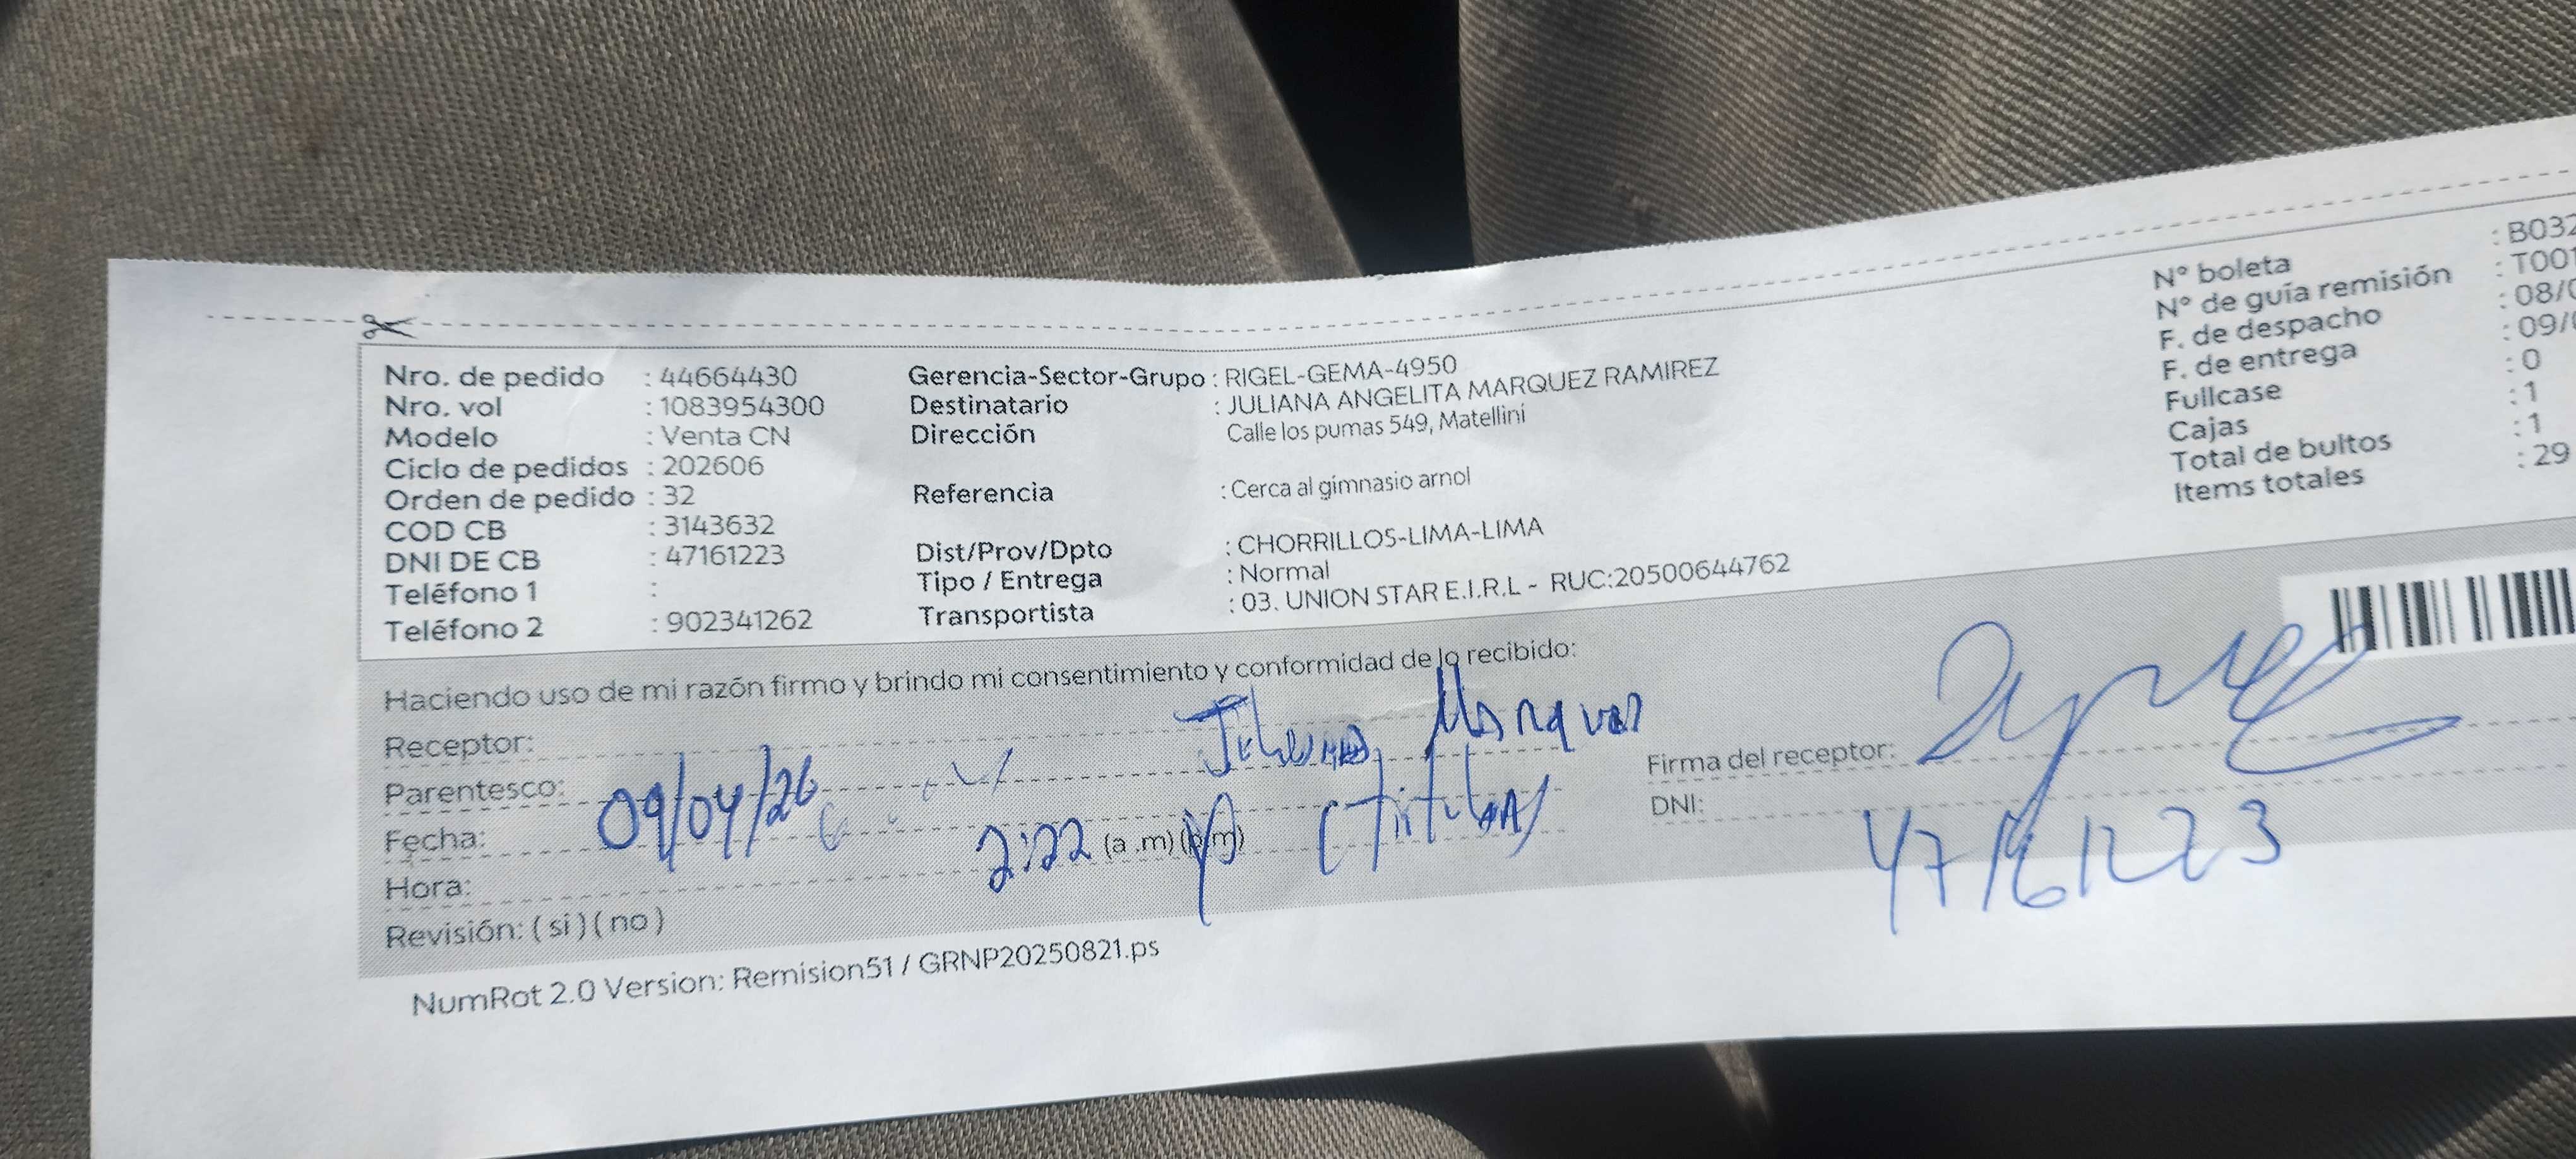 Nro. de pedido : 44664430
Nro. vol : 1083954300
Modelo : Venta CN
Ciclo de pedidos : 202606
Orden de pedido : 32
COD CB : 3143632
DNI DE CB : 47161223
Teléfono 1 :
Teléfono 2 : 902341262
Gerencia-Sector-Grupo : RIGEL-GEMA-4950
Destinatario : JULIANA ANGELITA MARQUEZ RAMIREZ
Dirección Calle los pumas 549, Matellini
Referencia : Cerca al gimnasio arnol
Dist/Prov/Dpto : CHORRILLOS-LIMA-LIMA
Tipo / Entrega : Normal
Transportista : 03. UNION STAR E.I.R.L - RUC:20500644762
N° boleta : B032
N° de guía remisión : T001
F. de despacho : 08/0
F. de entrega : 09/0
Fullcase : 0
Cajas : 1
Total de bultos : 1
Items totales : 29
Haciendo uso de mi razón firmo y brindo mi consentimiento y conformidad de lo recibido:
Receptor: Marquez
Parentesco: (Titular)
Fecha: 09/04/26
Hora: 2:22 (a .m) (p.m)
Revisión: ( si ) ( no )
Firma del receptor:
DNI: 47161223
NumRot 2.0 Version: Remision51 / GRNP20250821.ps